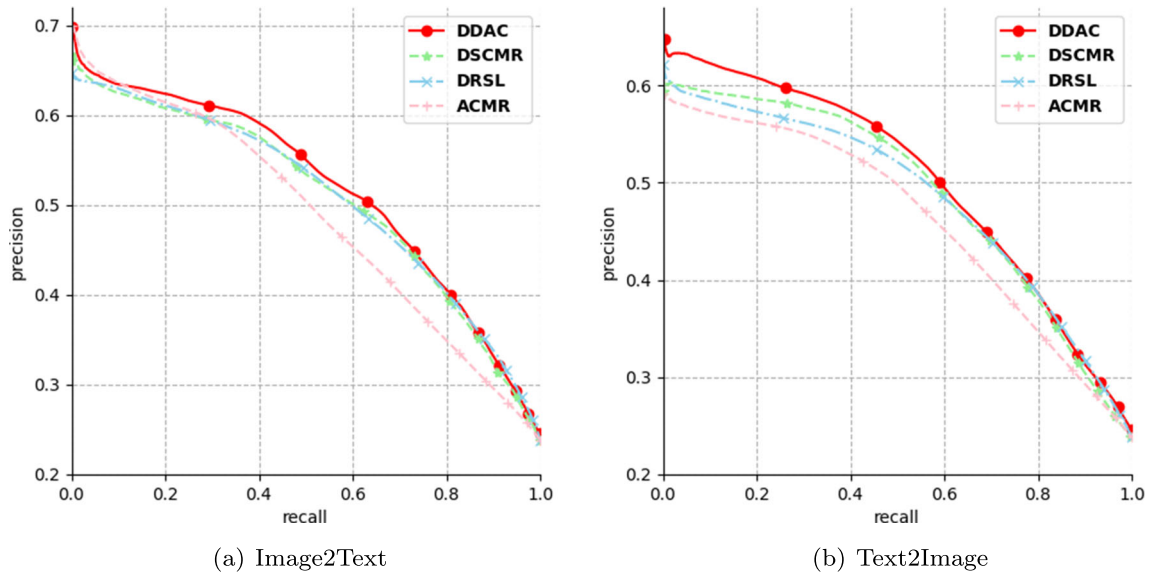 0.7
0.6
0.5
0.4
0.3
0.2
precision
0.0 0.2 0.4 0.6 0.8 1.0
recall
DDAC
DSCMR
DRSL
ACMR
(a) Image2Text
0.6
0.5
0.4
0.3
0.2
precision
0.0 0.2 0.4 0.6 0.8 1.0
recall
DDAC
DSCMR
DRSL
ACMR
(b) Text2Image